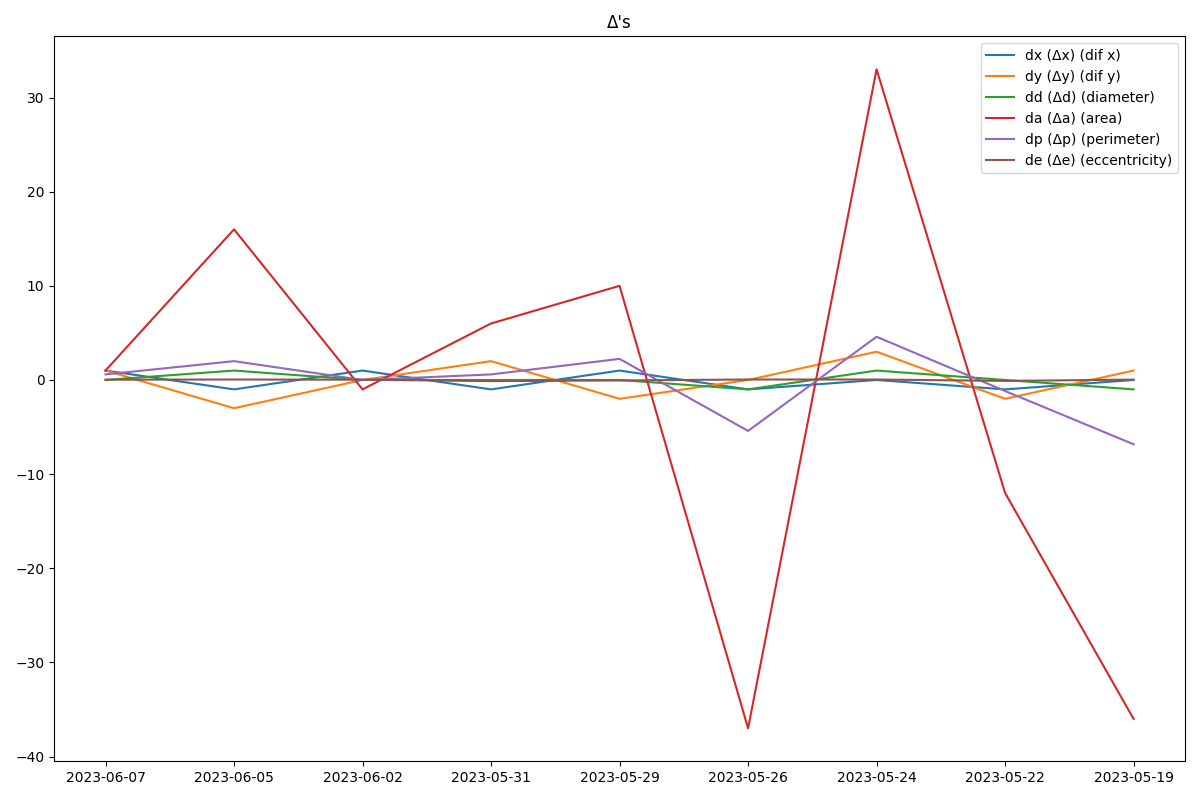 Δ's
dx (Δx) (dif x)
dy (Δy) (dif y)
dd (Δd) (diameter)
da (Δa) (area)
dp (Δp) (perimeter)
de (Δe) (eccentricity)
30
20
10
0
−10
−20
−30
−40
2023-06-07 2023-06-05 2023-06-02 2023-05-31 2023-05-29 2023-05-26 2023-05-24 2023-05-22 2023-05-19